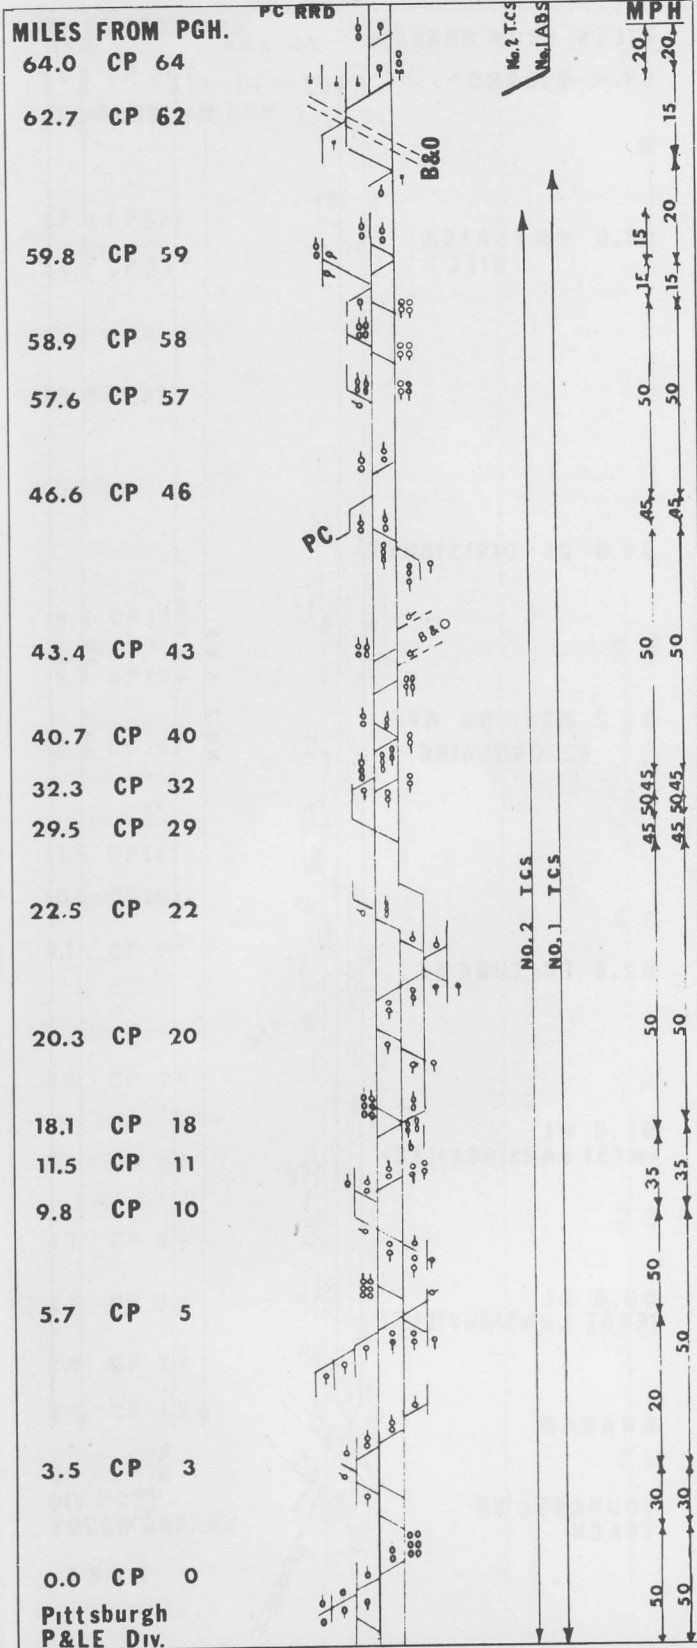 PC RRD
MILES FROM PGH.
MPH
64.0 CP 64
No. 2 T.C.S
No. 1 ABS
20 20
62.7 CP 62
15
B&O
20
59.8 CP 59
15
15 15
58.9 CP 58
57.6 CP 57
50 50
46.6 CP 46
45 45
PC
B & O
43.4 CP 43
50 50
40.7 CP 40
45 45
32.3 CP 32
50 50
29.5 CP 29
45 45
NO. 2 TCS
NO. 1 TCS
22.5 CP 22
20.3 CP 20
50 50
18.1 CP 18
11.5 CP 11
35 35
9.8 CP 10
50
5.7 CP 5
50
20
3.5 CP 3
30 30
0.0 CP 0
50 50
Pittsburgh
P&LE Div.